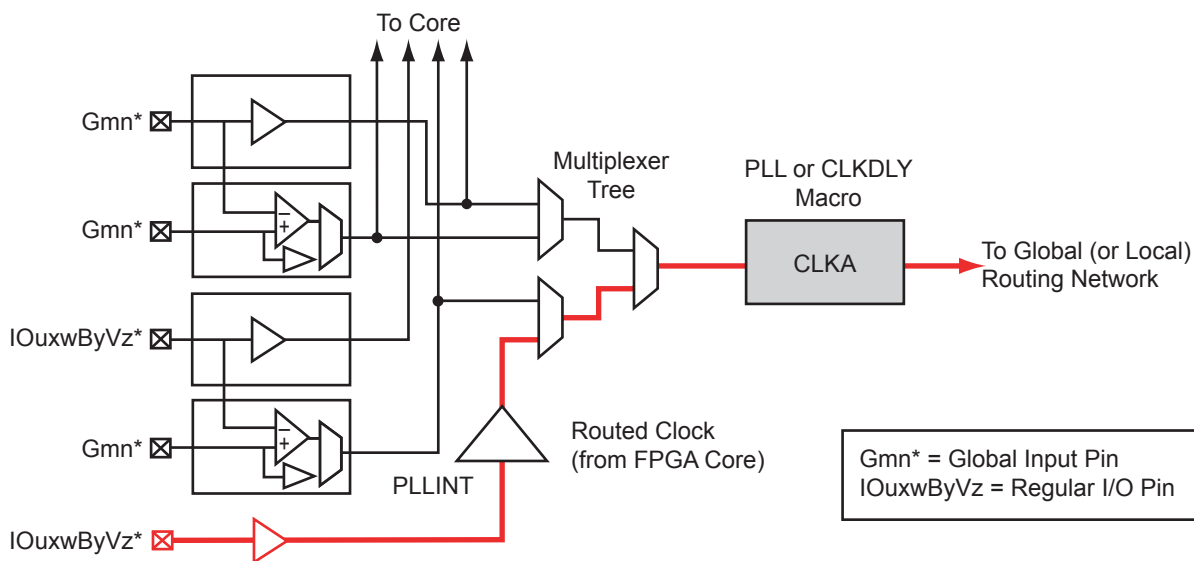 To Core
Gmn*
Multiplexer
Tree
PLL or CLKDLY
Macro
Gmn*
−
+
CLKA
To Global (or Local)
Routing Network
IOuxwByVz*
Gmn*
−
+
Routed Clock
(from FPGA Core)
PLLINT
Gmn* = Global Input Pin
IOuxwByVz = Regular I/O Pin
IOuxwByVz*